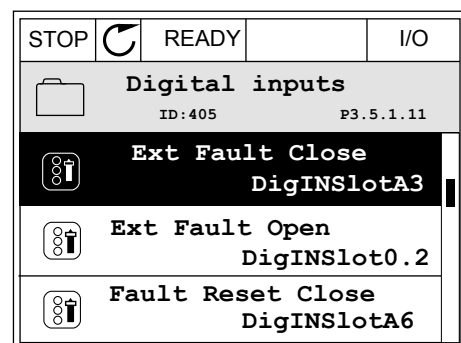 STOP READY I/O
Digital inputs
ID:405 P3.5.1.11
Ext Fault Close
DigINSlotA3
Ext Fault Open
DigINSlot0.2
Fault Reset Close
DigINSlotA6